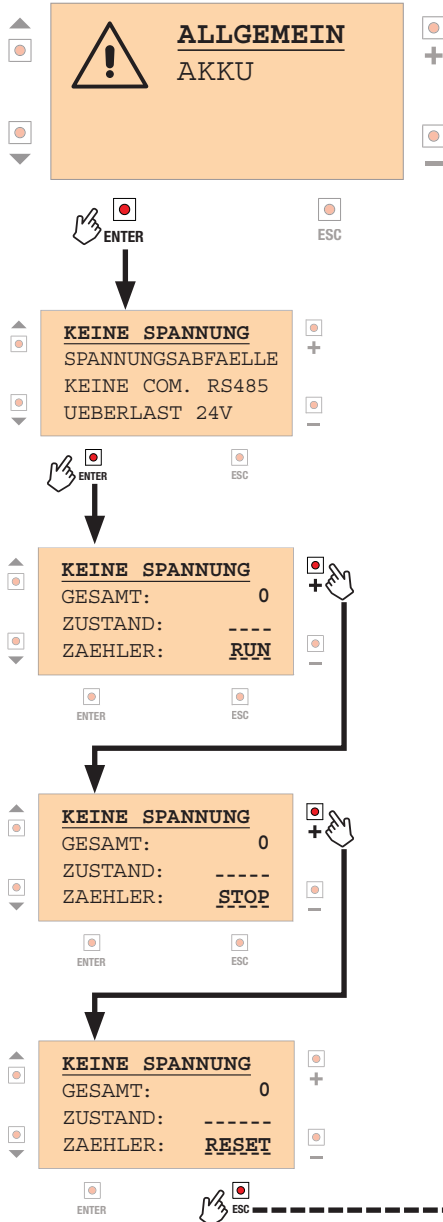 ALLGEMEIN
AKKU
+
–
ENTER
ESC
KEINE SPANNUNG
SPANNUNGSABFAELLE
KEINE COM. RS485
UEBERLAST 24V
+
–
ENTER
ESC
KEINE SPANNUNG
GESAMT: 0
ZUSTAND: ----
ZAEHLER: RUN
+
–
ENTER
ESC
KEINE SPANNUNG
GESAMT: 0
ZUSTAND: -----
ZAEHLER: STOP
+
–
ENTER
ESC
KEINE SPANNUNG
GESAMT: 0
ZUSTAND: ------
ZAEHLER: RESET
+
–
ENTER
ESC